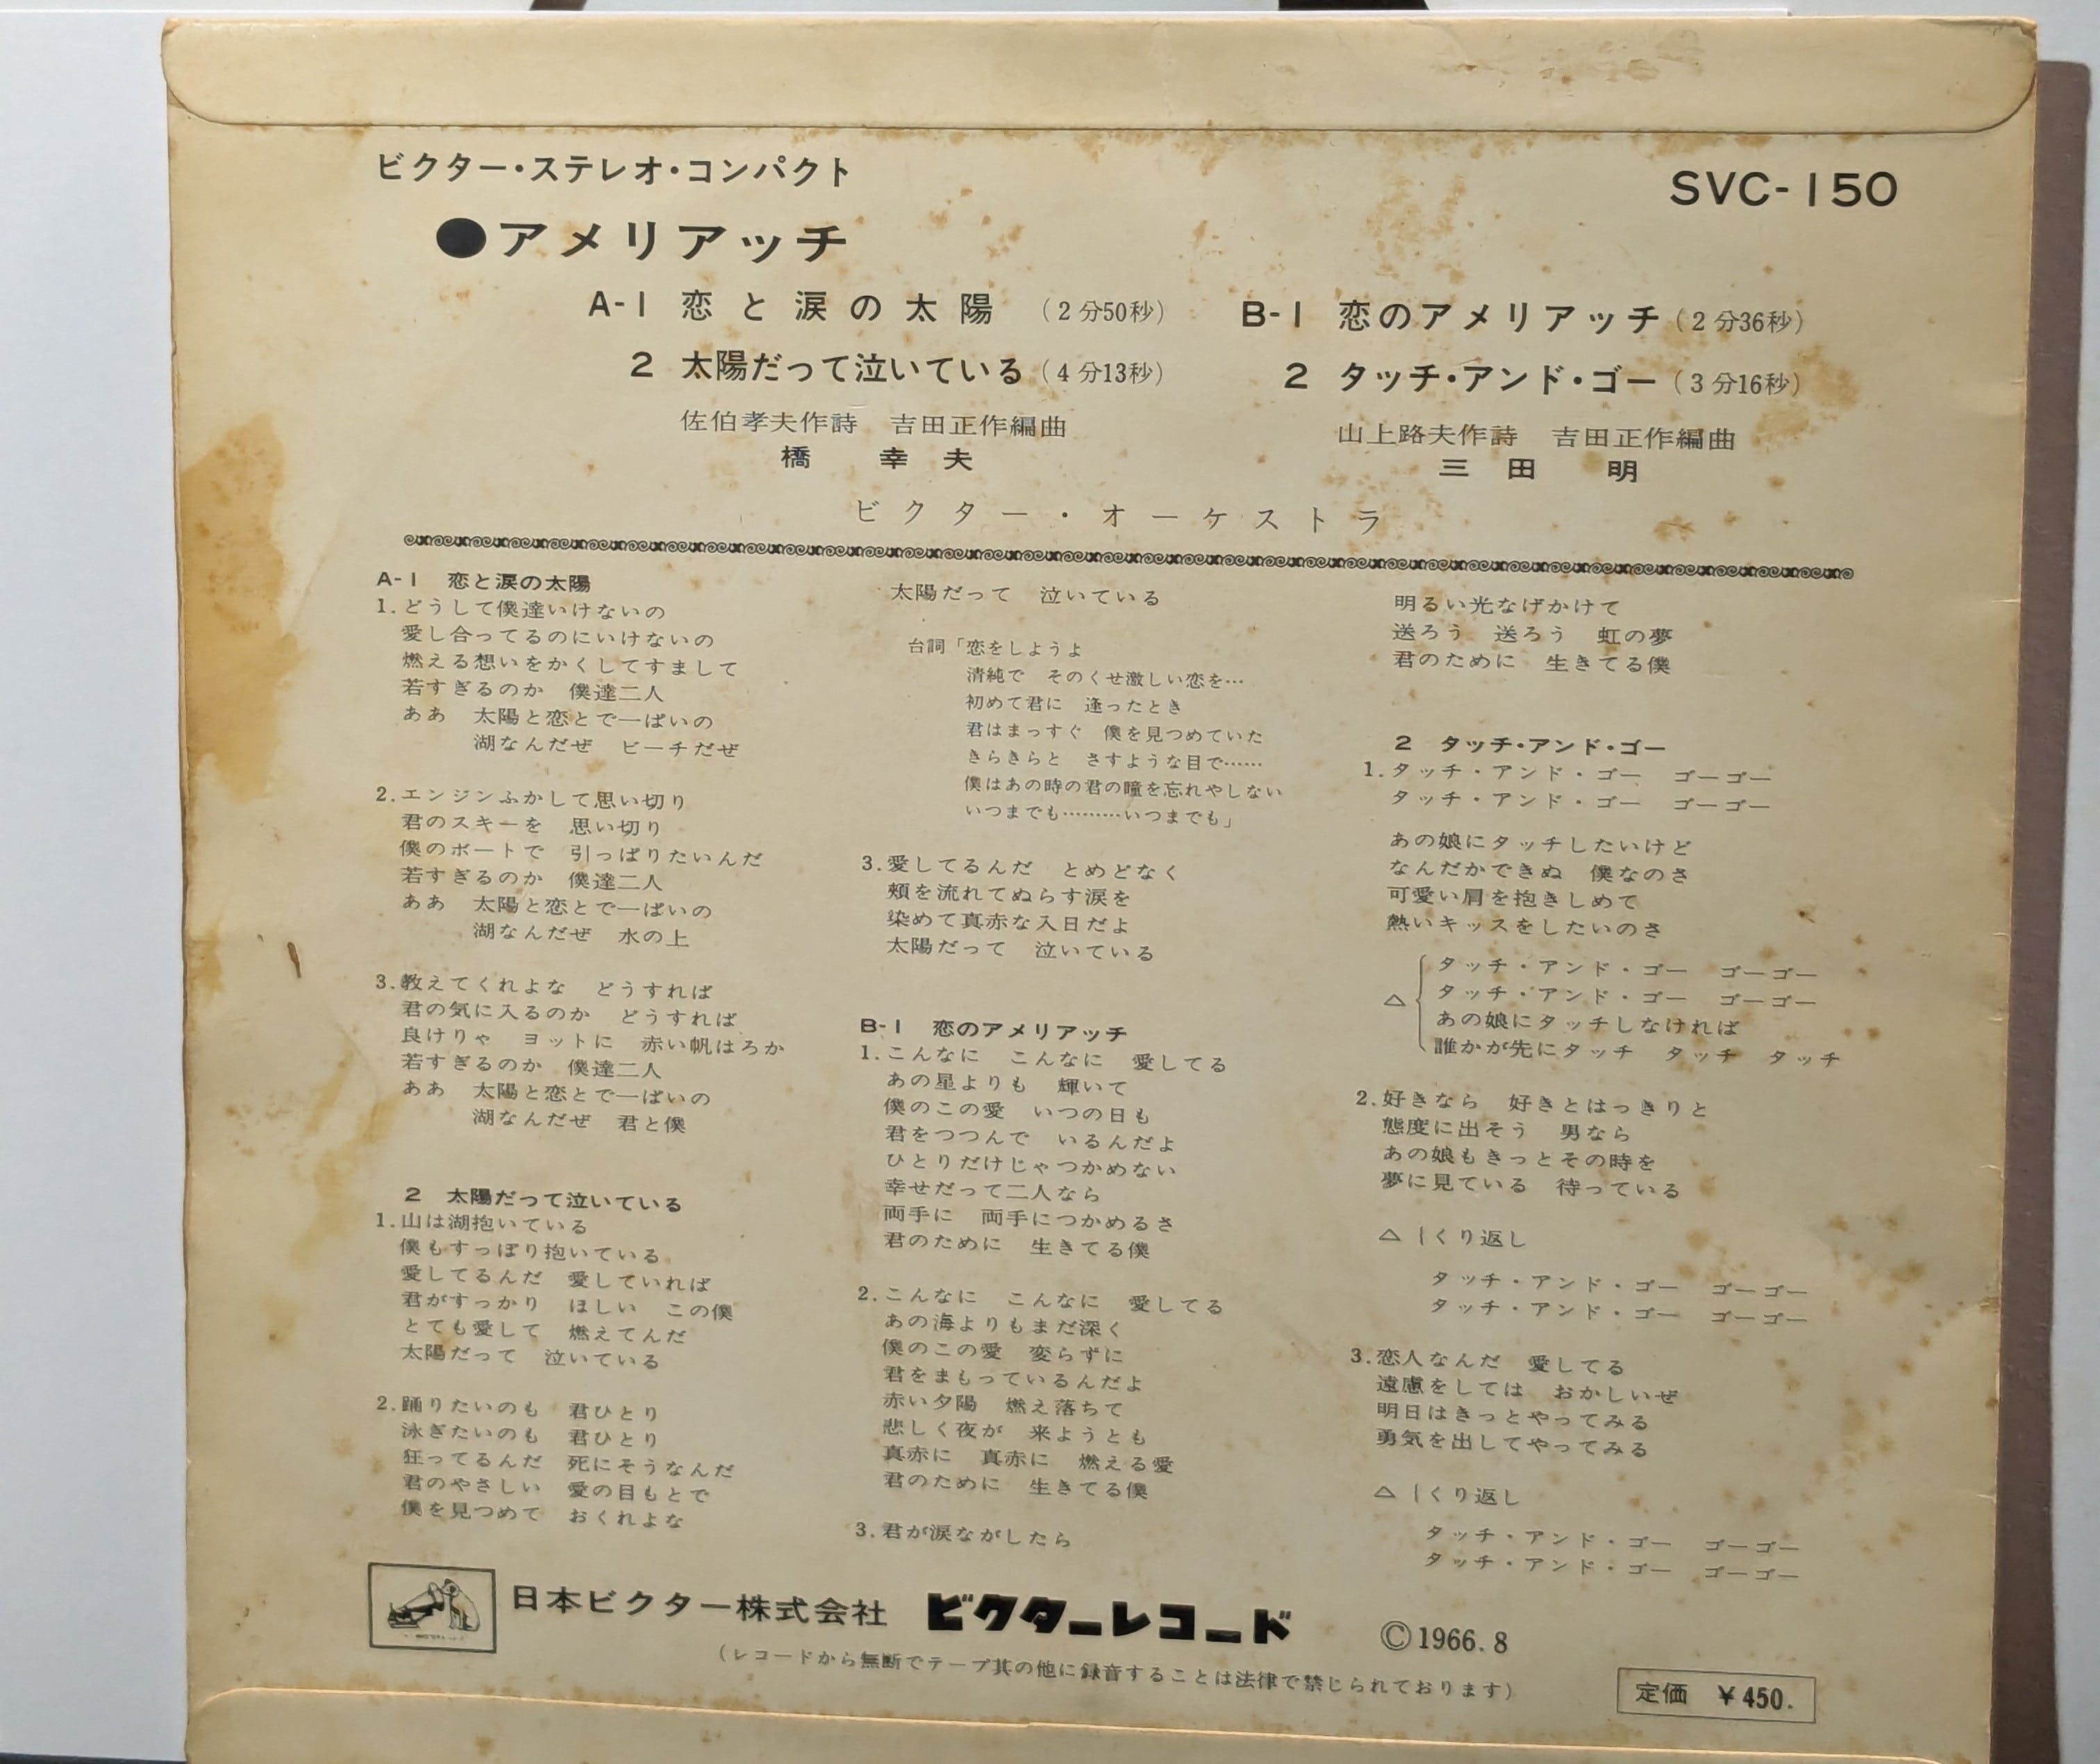 ビクター・ステレオ・コンパクト
SVC-150
●アメリアッチ
A-1 恋と涙の太陽 (2分50秒)
2 太陽だって泣いている (4分13秒)
佐伯孝夫作詩 吉田正作編曲
橋 幸夫
B-1 恋のアメリアッチ (2分36秒)
2 タッチ・アンド・ゴー (3分16秒)
山上路夫作詩 吉田正作編曲
三田 明
ビクター・オーケストラ
A-1 恋と涙の太陽
1.どうして僕達いけないの
愛し合ってるのにいけないの
燃える想いをかくしてすまして
若すぎるのか 僕達二人
ああ 太陽と恋とで一ぱいの
湖なんだぜ ビーチだぜ
2.エンジンふかして思い切り
君のスキーを 思い切り
僕のボートで 引っぱりたいんだ
若すぎるのか 僕達二人
ああ 太陽と恋とで一ぱいの
湖なんだぜ 水の上
3.教えてくれよな どうすれば
君の気に入るのか どうすれば
良けりゃ ヨットに 赤い帆はろか
若すぎるのか 僕達二人
ああ 太陽と恋とで一ぱいの
湖なんだぜ 君と僕
2 太陽だって泣いている
1.山は湖抱いている
僕もすっぽり抱いている
愛してるんだ 愛していれば
君がすっかり ほしい この僕
とても愛して 燃えてんだ
太陽だって 泣いている
2.踊りたいのも 君ひとり
泳ぎたいのも 君ひとり
狂ってるんだ 死にそうなんだ
君のやさしい 愛の目もとで
僕を見つめて おくれよな
太陽だって 泣いている
台詞「恋をしようよ
清純で そのくせ激しい恋を…
初めて君に 逢ったとき
君はまっすぐ 僕を見つめていた
きらきらと さすような目で……
僕はあの時の君の瞳を忘れやしない
いつまでも………いつまでも」
3.愛してるんだ とめどなく
頬を流れてぬらす涙を
染めて真赤な入日だよ
太陽だって 泣いている
B-1 恋のアメリアッチ
1.こんなに こんなに 愛してる
あの星よりも 輝いて
僕のこの愛 いつの日も
君をつつんで いるんだよ
ひとりだけじゃつかめない
幸せだって二人なら
両手に 両手につかめるさ
君のために 生きてる僕
2.こんなに こんなに 愛してる
あの海よりもまだ深く
僕のこの愛 変らずに
君をまもっているんだよ
赤い夕陽 燃え落ちて
悲しく夜が 来ようとも
真赤に 真赤に 燃える愛
君のために 生きてる僕
3.君が涙ながしたら
明るい光なげかけて
送ろう 送ろう 虹の夢
君のために 生きてる僕
2 タッチ・アンド・ゴー
1.タッチ・アンド・ゴー ゴーゴー
タッチ・アンド・ゴー ゴーゴー
あの娘にタッチしたいけど
なんだかできぬ 僕なのさ
可愛い肩を抱きしめて
熱いキッスをしたいのさ
タッチ・アンド・ゴー ゴーゴー
△ タッチ・アンド・ゴー ゴーゴー
あの娘にタッチしなければ
誰かが先にタッチ タッチ タッチ
2.好きなら 好きとはっきりと
態度に出そう 男なら
あの娘もきっとその時を
夢に見ている 待っている
△ くり返し
タッチ・アンド・ゴー ゴーゴー
タッチ・アンド・ゴー ゴーゴー
3.恋人なんだ 愛してる
遠慮をしては おかしいぜ
明日はきっとやってみる
勇気を出してやってみる
△ くり返し
タッチ・アンド・ゴー ゴーゴー
タッチ・アンド・ゴー ゴーゴー
日本ビクター株式会社 ビクターレコード
©1966.8
(レコードから無断でテープ其の他に録音することは法律で禁じられております)
定価 ¥450.